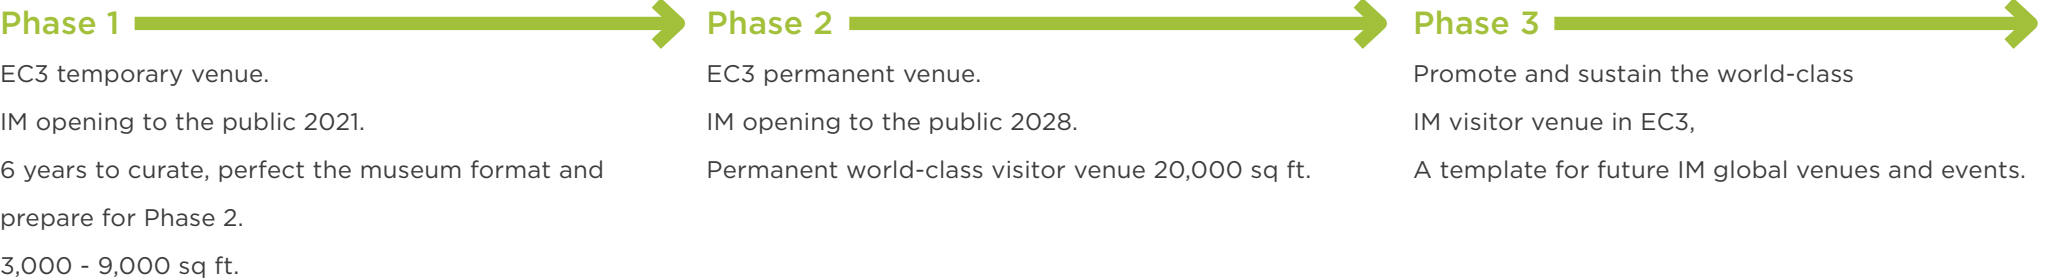 Phase 1
EC3 temporary venue.
IM opening to the public 2021.
6 years to curate, perfect the museum format and
prepare for Phase 2.
3,000 - 9,000 sq ft.
Phase 2
EC3 permanent venue.
IM opening to the public 2028.
Permanent world-class visitor venue 20,000 sq ft.
Phase 3
Promote and sustain the world-class
IM visitor venue in EC3,
A template for future IM global venues and events.